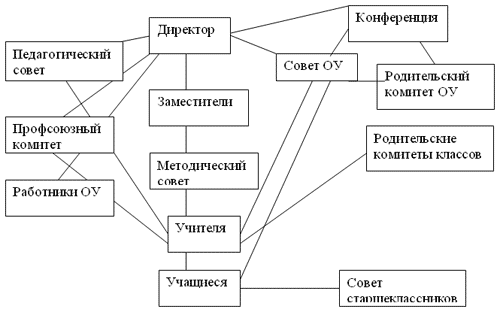 Конференция
Директор
Педагогический
совет
Совет ОУ
Родительский
комитет ОУ
Заместители
Профсоюзный
комитет
Родительские
комитеты классов
Методический
совет
Работники ОУ
Учителя
Учащиеся
Совет
старшеклассников